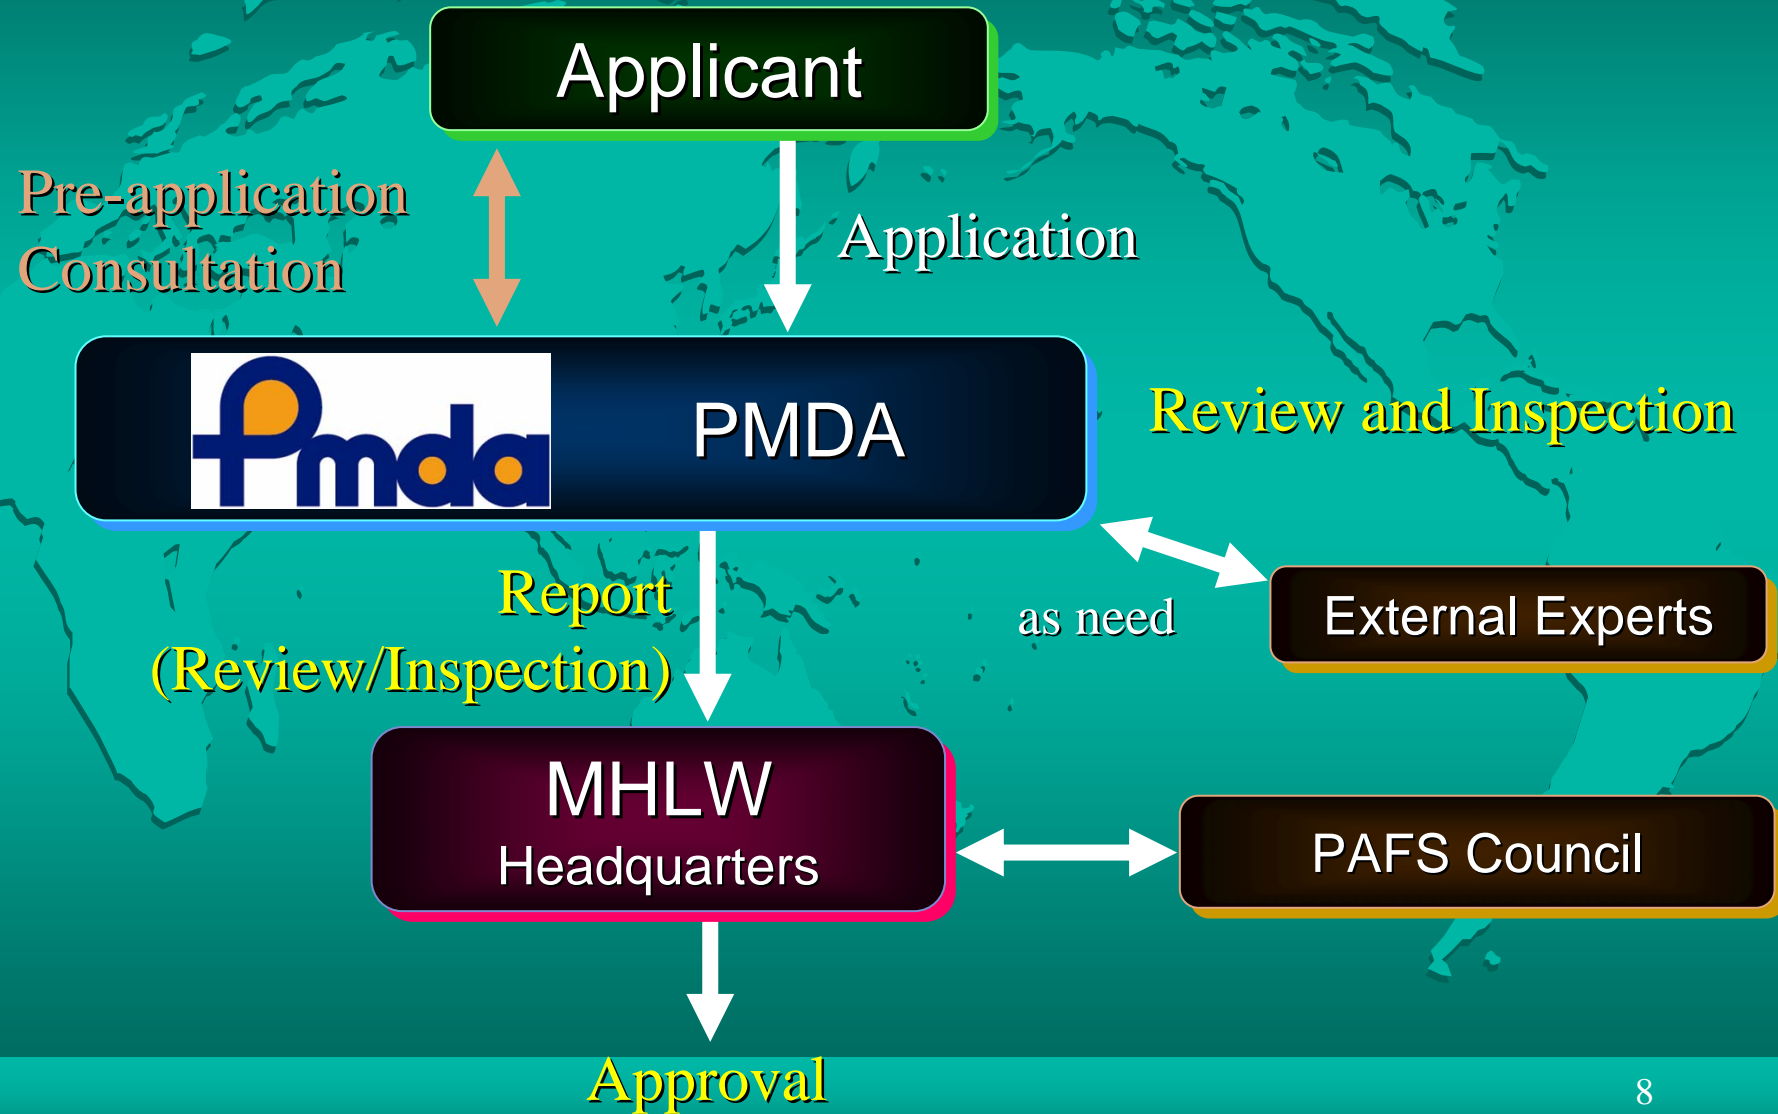 Applicant
Pre-application
Consultation
Application
Pmda
PMDA
Review and Inspection
Report
(Review/Inspection)
as need
External Experts
MHLW
Headquarters
PAFS Council
Approval
8